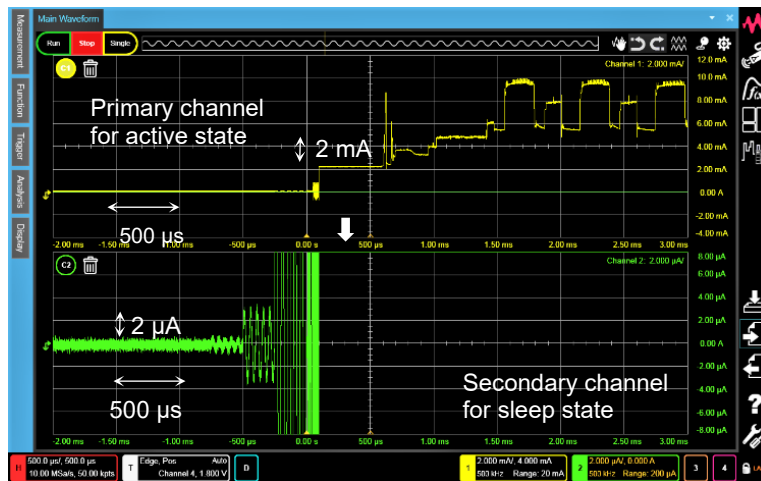 Main Waveform
Run Stop Single
C1
Channel 1: 2.000 mA/
Primary channel
for active state
2 mA
500 µs
12.0 mA
10.0 mA
8.00 mA
6.00 mA
4.00 mA
2.00 mA
0.00 A
-2.00 mA
-4.00 mA
-2.00 ms -1.50 ms -500 µs 0.00 s 500 µs 1.00 ms 1.50 ms 2.00 ms 2.50 ms 3.00 ms
C2
Channel 2: 2.000 µA/
2 µA
500 µs
Secondary channel
for sleep state
8.00 µA
6.00 µA
4.00 µA
2.00 µA
0.00 A
-2.00 µA
-4.00 µA
-6.00 µA
-8.00 µA
-2.00 ms -1.50 ms -1.00 ms -500 µs 0.00 s 500 µs 1.00 ms 1.50 ms 2.00 ms 2.50 ms 3.00 ms
Measurement
Function
Trigger
Analysis
Display
H
500.0 µs/, 500.0 µs
10.00 MSa/s, 50.00 kpts
T
Edge, Pos Auto
Channel 4, 1.800 V
D
1
2.000 mA/, 4.000 mA
500 kHz Range: 20 mA
2
2.000 µA/, 0.000 A
500 kHz Range: 200 µA
3
4